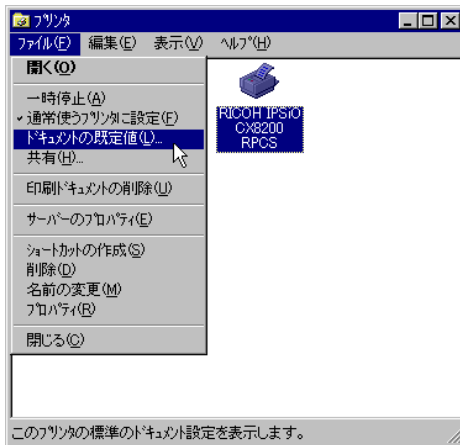 プリンタ
ファイル(F) 編集(E) 表示(V) ヘルプ(H)
開く(O)
一時停止(A)
通常使うプリンタに設定(F)
ドキュメントの既定値(L)...
共有(H)...
印刷ドキュメントの削除(U)
サーバーのプロパティ(E)
ショートカットの作成(S)
削除(D)
名前の変更(M)
プロパティ(R)
閉じる(C)
RICOH IPSiO
CX8200
RPCS
このプリンタの標準のドキュメント設定を表示します。